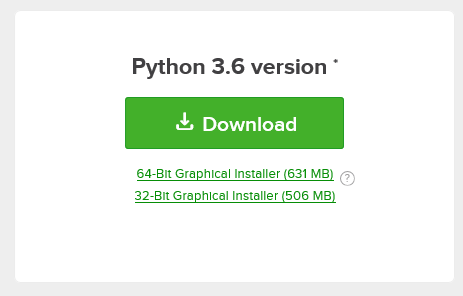 Python 3.6 version *
Download
64-Bit Graphical Installer (631 MB) ?
32-Bit Graphical Installer (506 MB)